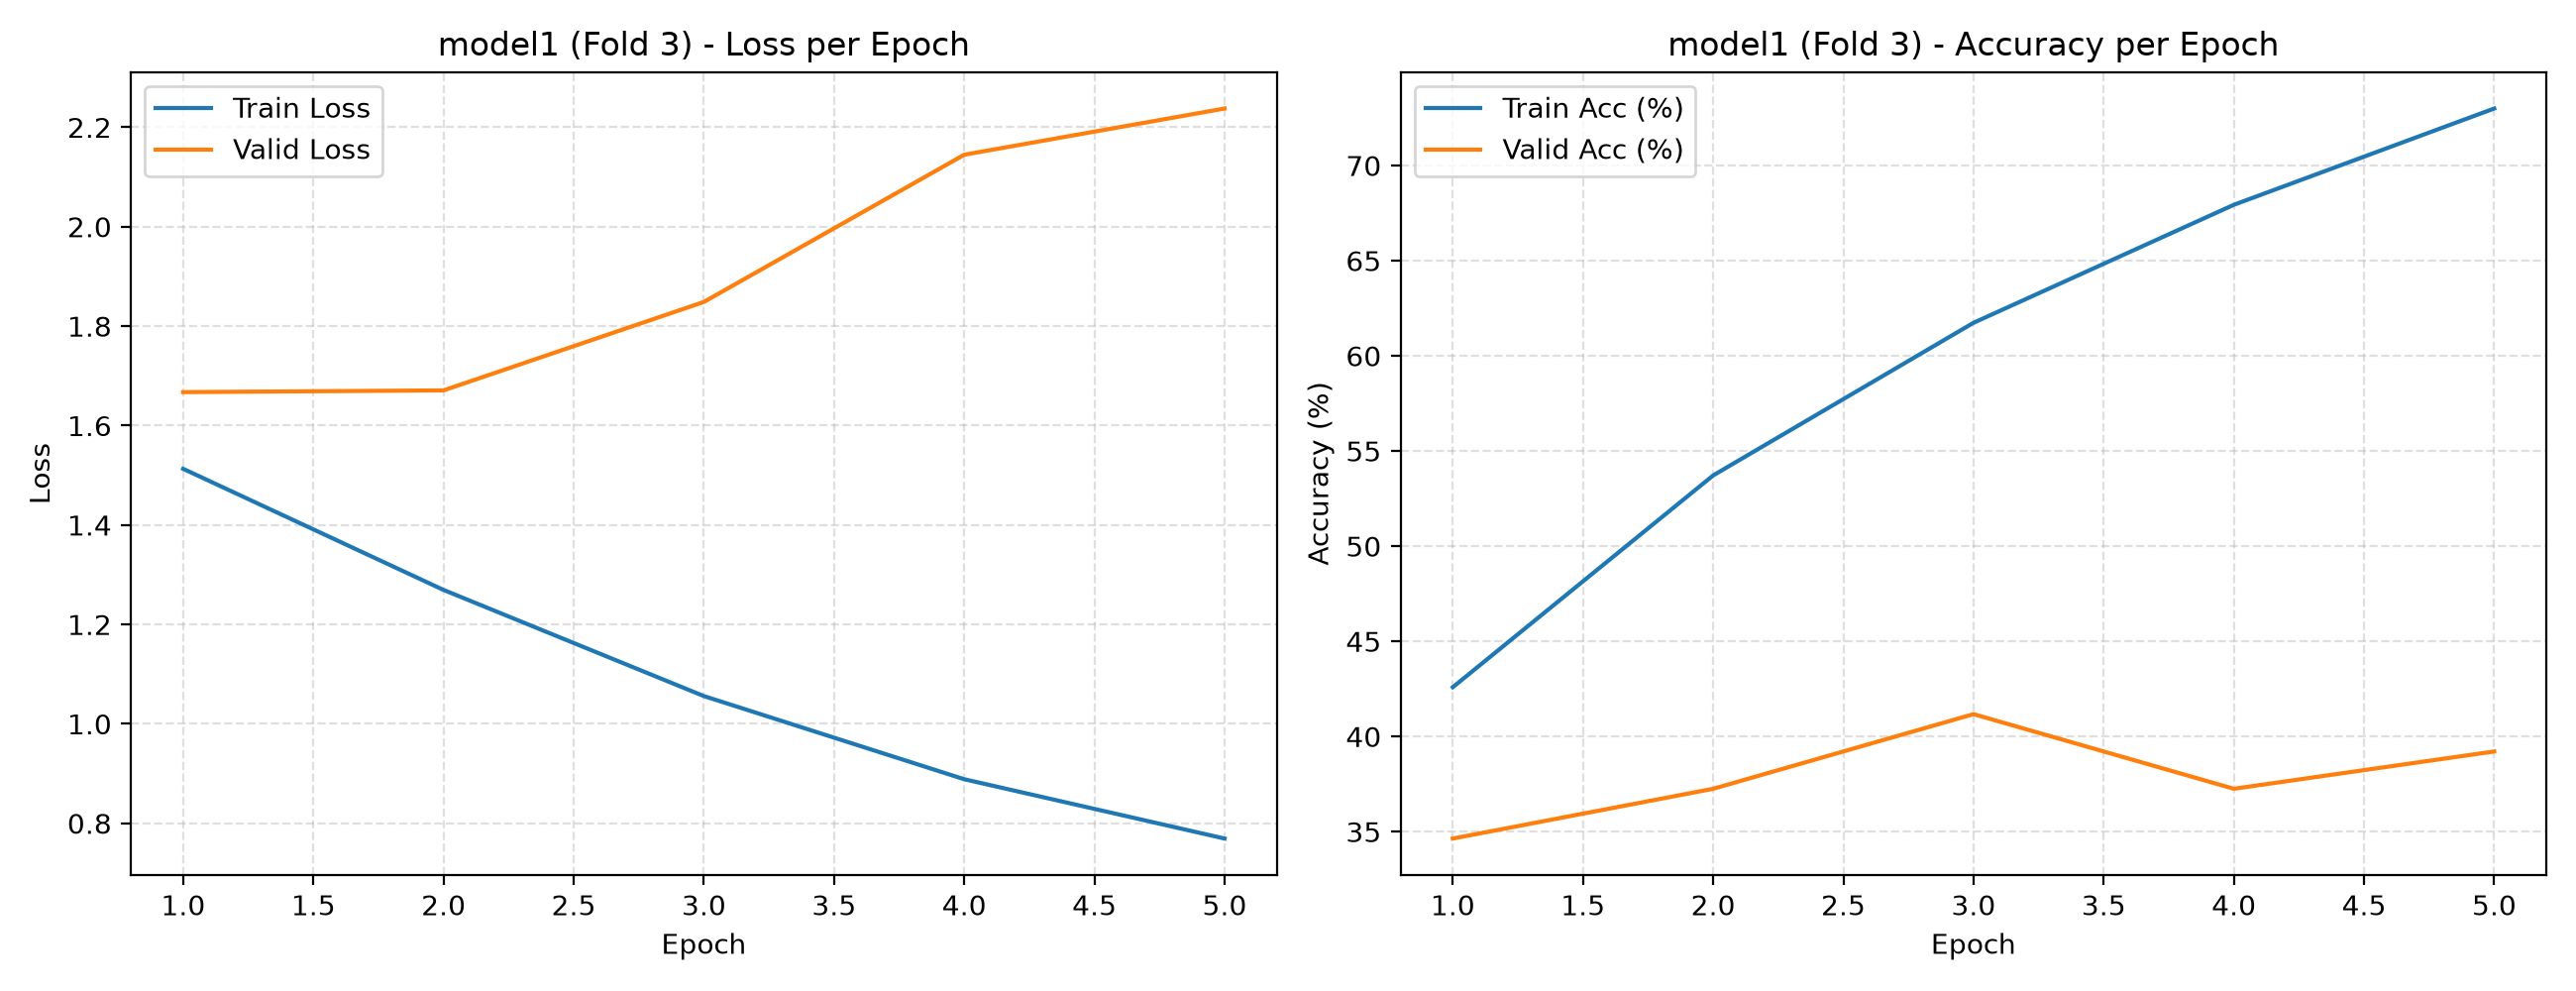 model1 (Fold 3) - Loss per Epoch
Train Loss
Valid Loss
2.2
2.0
1.8
1.6
1.4
1.2
1.0
0.8
Loss
1.0 1.5 2.0 2.5 3.0 3.5 4.0 4.5 5.0
Epoch
model1 (Fold 3) - Accuracy per Epoch
Train Acc (%)
Valid Acc (%)
70
65
60
55
50
45
40
35
Accuracy (%)
1.0 1.5 2.0 2.5 3.0 3.5 4.0 4.5 5.0
Epoch